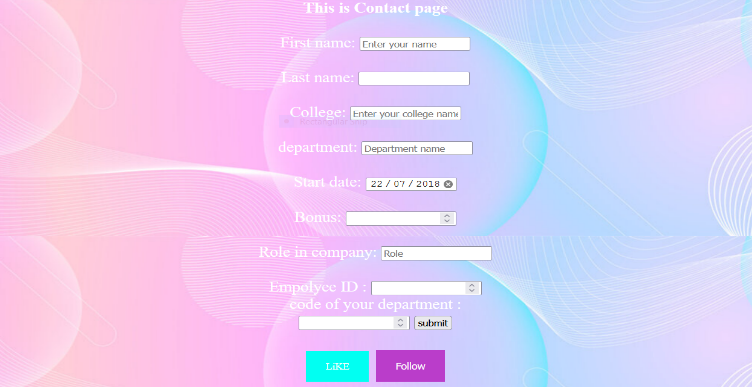 This is Contact page
First name: Enter your name
Last name:
College: Enter your college name
department: Department name
Start date: 22 / 07 / 2018
Bonus:
Role in company: Role
Empolyee ID :
code of your department :
submit
LiKE Follow